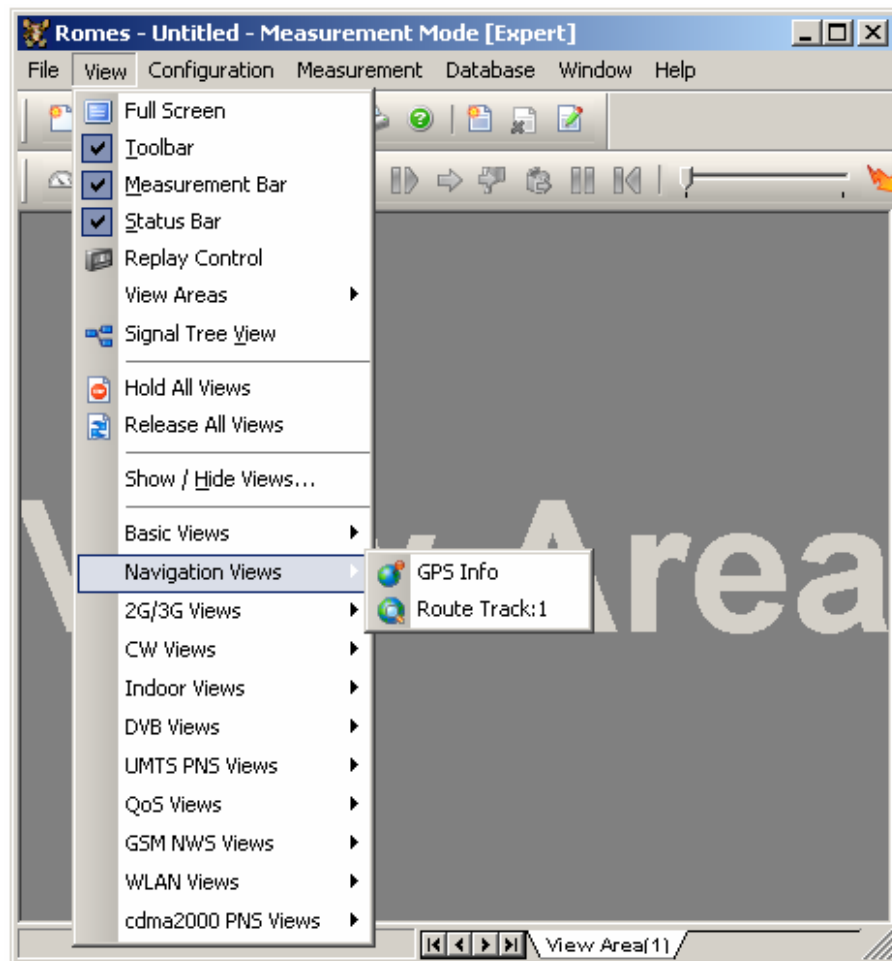 Romes - Untitled - Measurement Mode [Expert]
File View Configuration Measurement Database Window Help
Full Screen
Toolbar
Measurement Bar
Status Bar
Replay Control
View Areas
Signal Tree View
Hold All Views
Release All Views
Show / Hide Views...
Basic Views
Navigation Views
GPS Info
Route Track:1
2G/3G Views
CW Views
Indoor Views
DVB Views
UMTS PNS Views
QoS Views
GSM NWS Views
WLAN Views
cdma2000 PNS Views
Area
View Area(1)